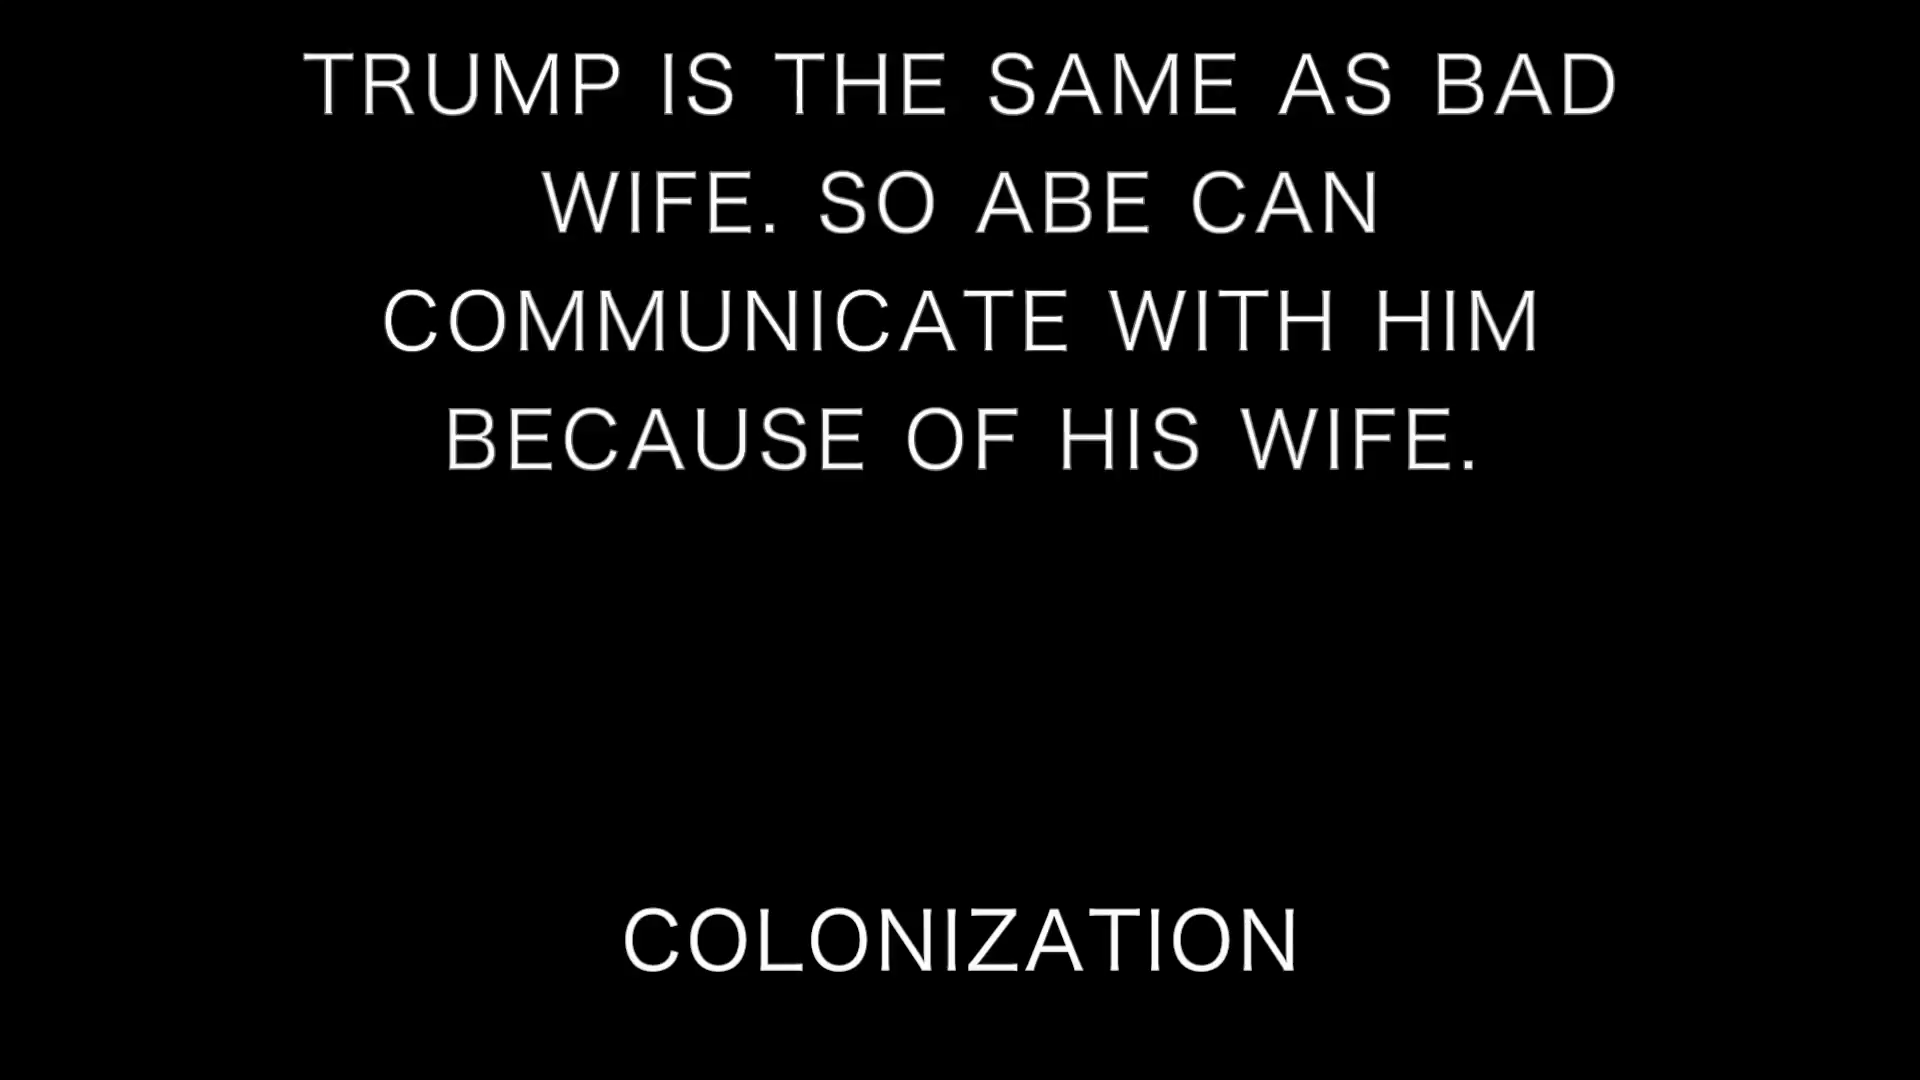 TRUMP IS THE SAME AS BAD
WIFE. SO ABE CAN
COMMUNICATE WITH HIM
BECAUSE OF HIS WIFE.
COLONIZATION